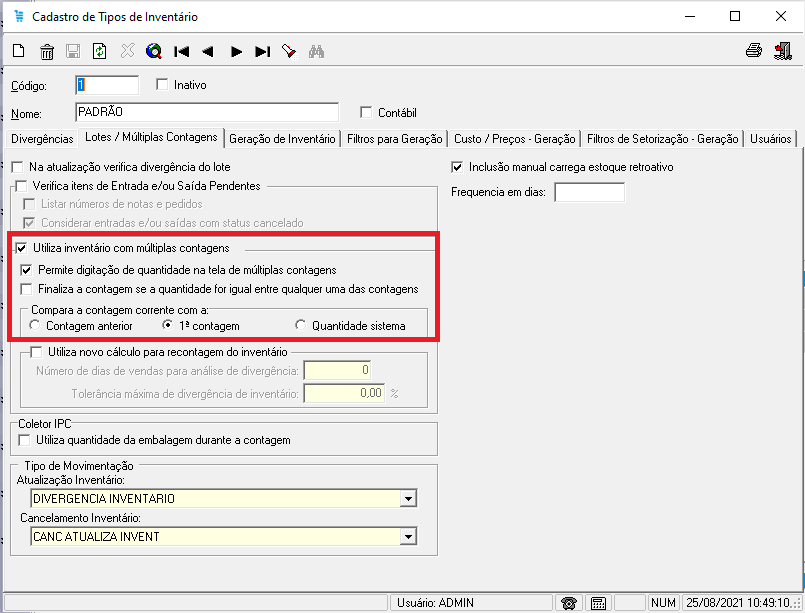 Cadastro de Tipos de Inventário
Código: 1 Inativo
Nome: PADRÃO Contábil
Divergências Lotes / Múltiplas Contagens Geração de Inventário Filtros para Geração Custo / Preços - Geração Filtros de Setorização - Geração Usuários
Na atualização verifica divergência do lote
Verifica itens de Entrada e/ou Saída Pendentes
Listar números de notas e pedidos
Considerar entradas e/ou saídas com status cancelado
Utiliza inventário com múltiplas contagens
Permite digitação de quantidade na tela de múltiplas contagens
Finaliza a contagem se a quantidade for igual entre qualquer uma das contagens
Compara a contagem corrente com a:
Contagem anterior 1ª contagem Quantidade sistema
Utiliza novo cálculo para recontagem do inventário
Número de dias de vendas para análise de divergência: 0
Tolerância máxima de divergência de inventário: 0,00 %
Coletor IPC
Utiliza quantidade da embalagem durante a contagem
Tipo de Movimentação
Atualização Inventário:
DIVERGENCIA INVENTARIO
Cancelamento Inventário:
CANC ATUALIZA INVENT
Inclusão manual carrega estoque retroativo
Frequencia em dias:
Usuário: ADMIN NUM 25/08/2021 10:49:10